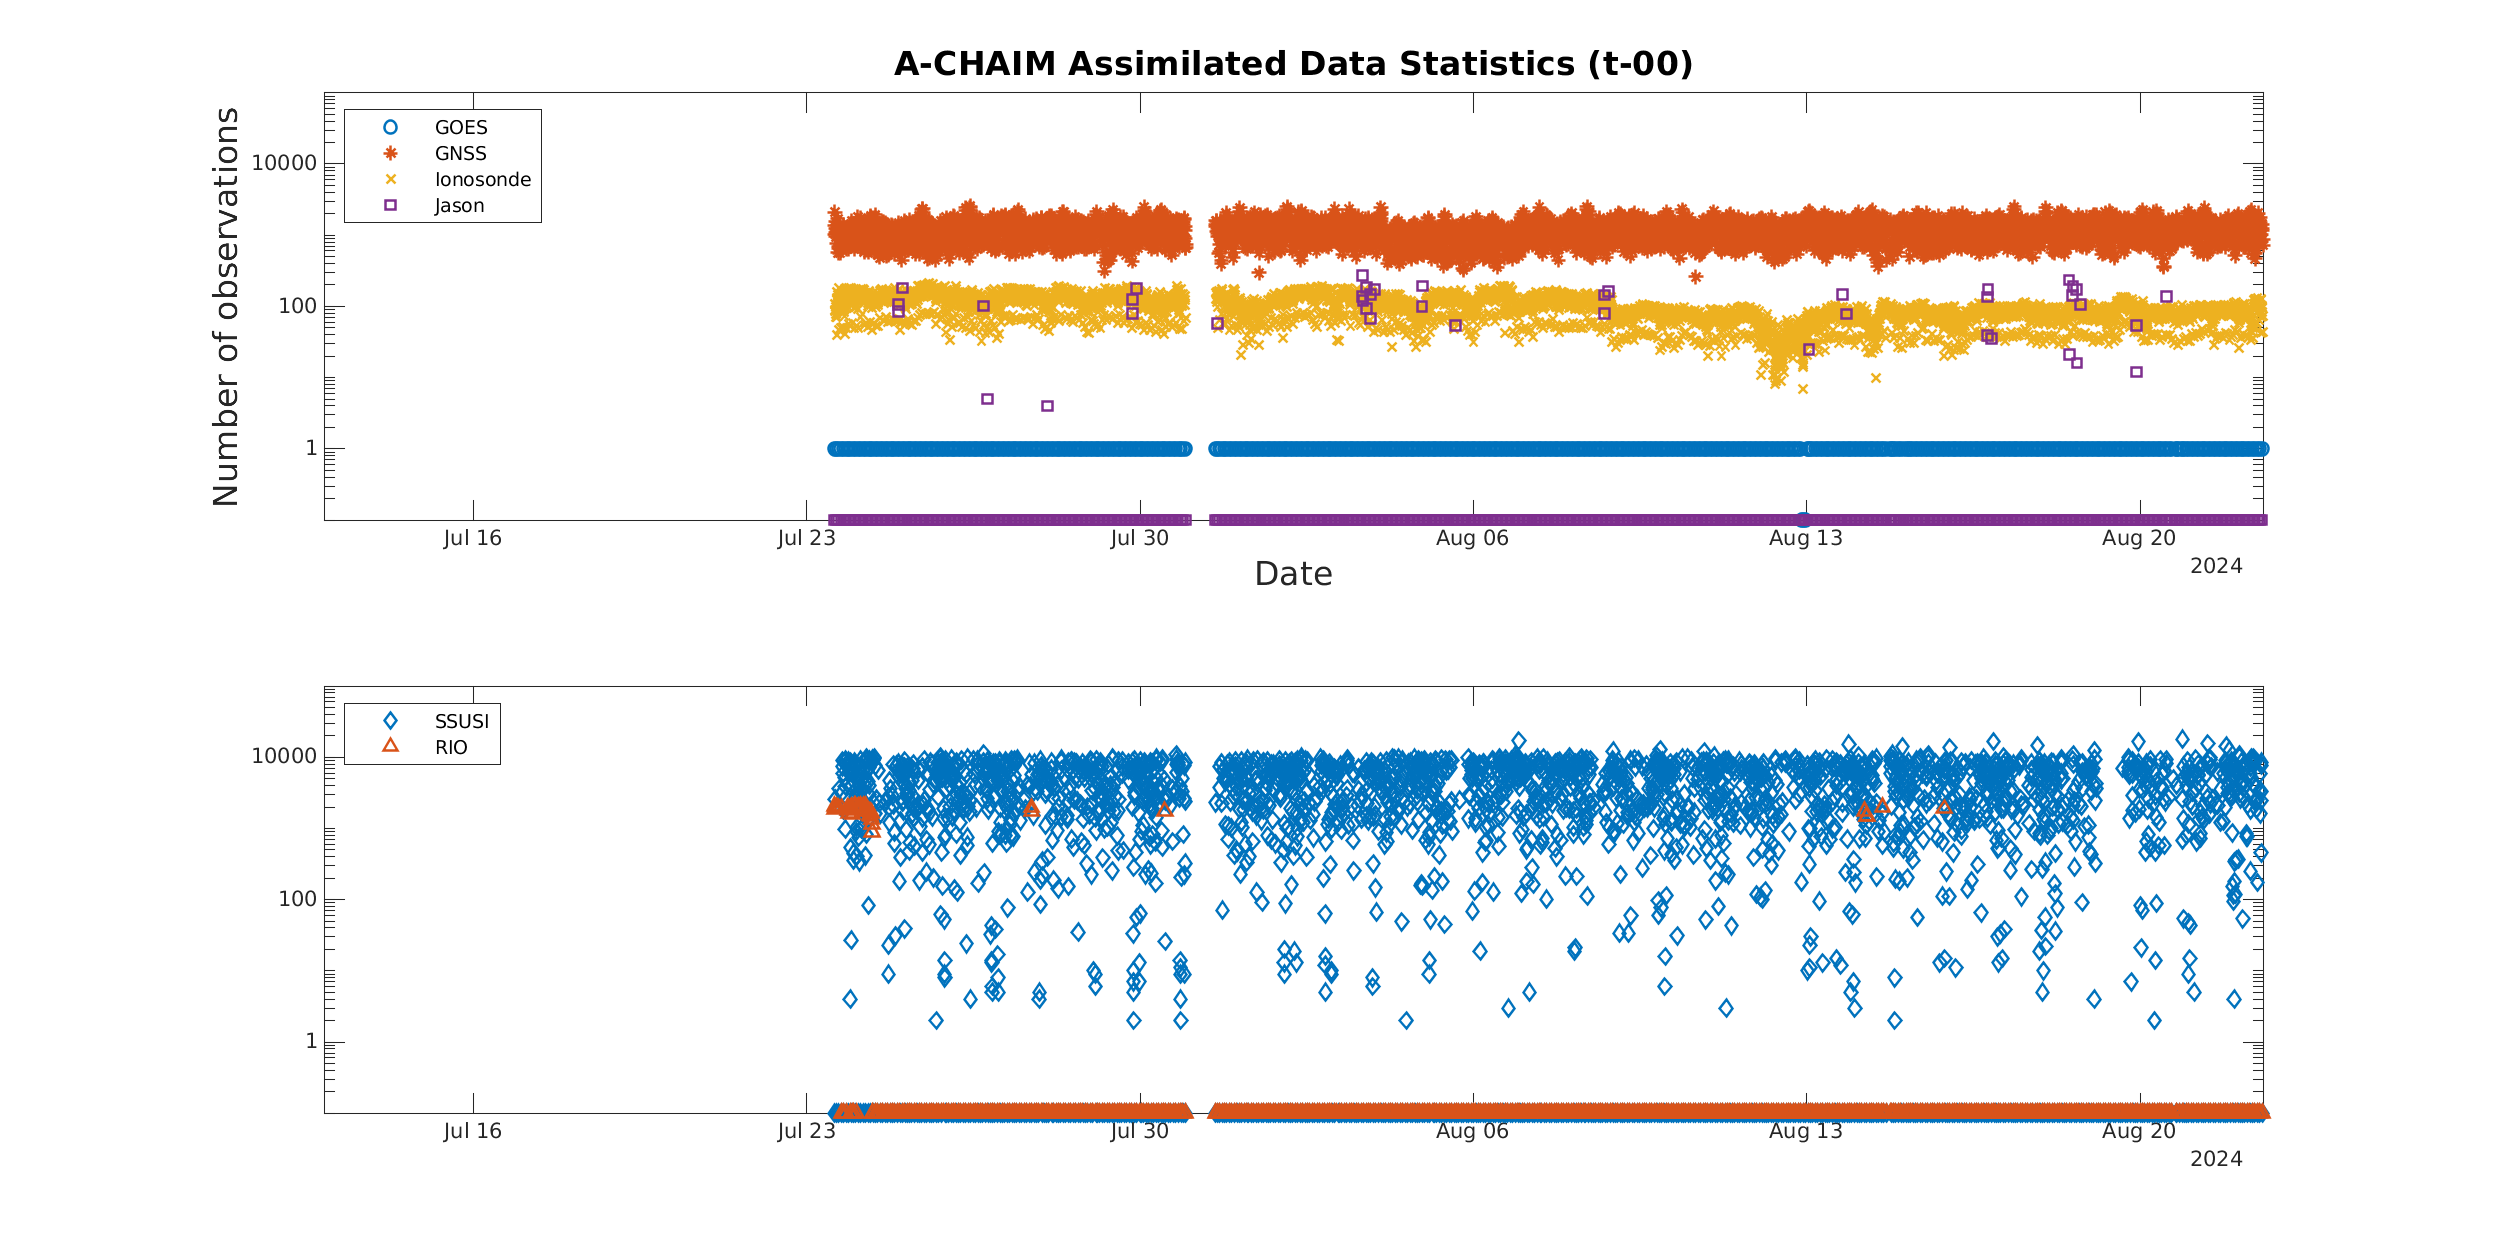 A-CHAIM Assimilated Data Statistics (t-00)
Number of observations
GOES
GNSS
Ionosonde
Jason
10000
100
1
Jul 16
Jul 23
Jul 30
Aug 06
Aug 13
Aug 20
2024
Date
SSUSI
RIO
10000
100
1
Jul 16
Jul 23
Jul 30
Aug 06
Aug 13
Aug 20
2024